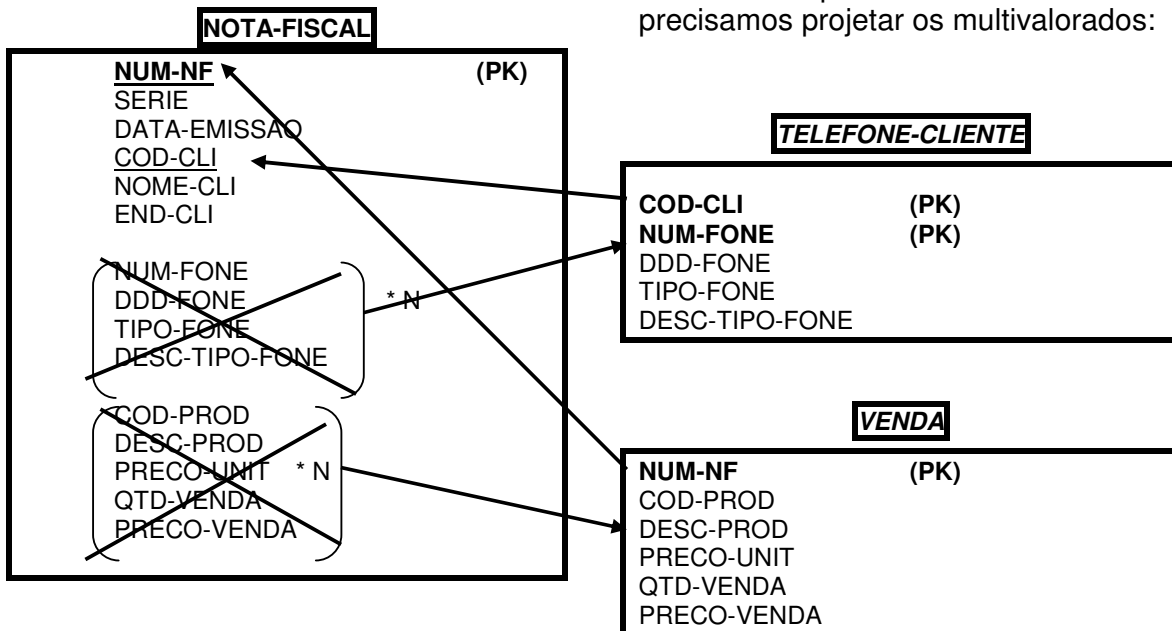 precisamos projetar os multivalorados:
NOTA-FISCAL
NUM-NF (PK)
SERIE
DATA-EMISSAO
COD-CLI
NOME-CLI
END-CLI
NUM-FONE
DDD-FONE
TIPO-FONE
DESC-TIPO-FONE
* N
COD-PROD
DESC-PROD
PRECO-UNIT * N
QTD-VENDA
PRECO-VENDA
TELEFONE-CLIENTE
COD-CLI (PK)
NUM-FONE (PK)
DDD-FONE
TIPO-FONE
DESC-TIPO-FONE
VENDA
NUM-NF (PK)
COD-PROD
DESC-PROD
PRECO-UNIT
QTD-VENDA
PRECO-VENDA